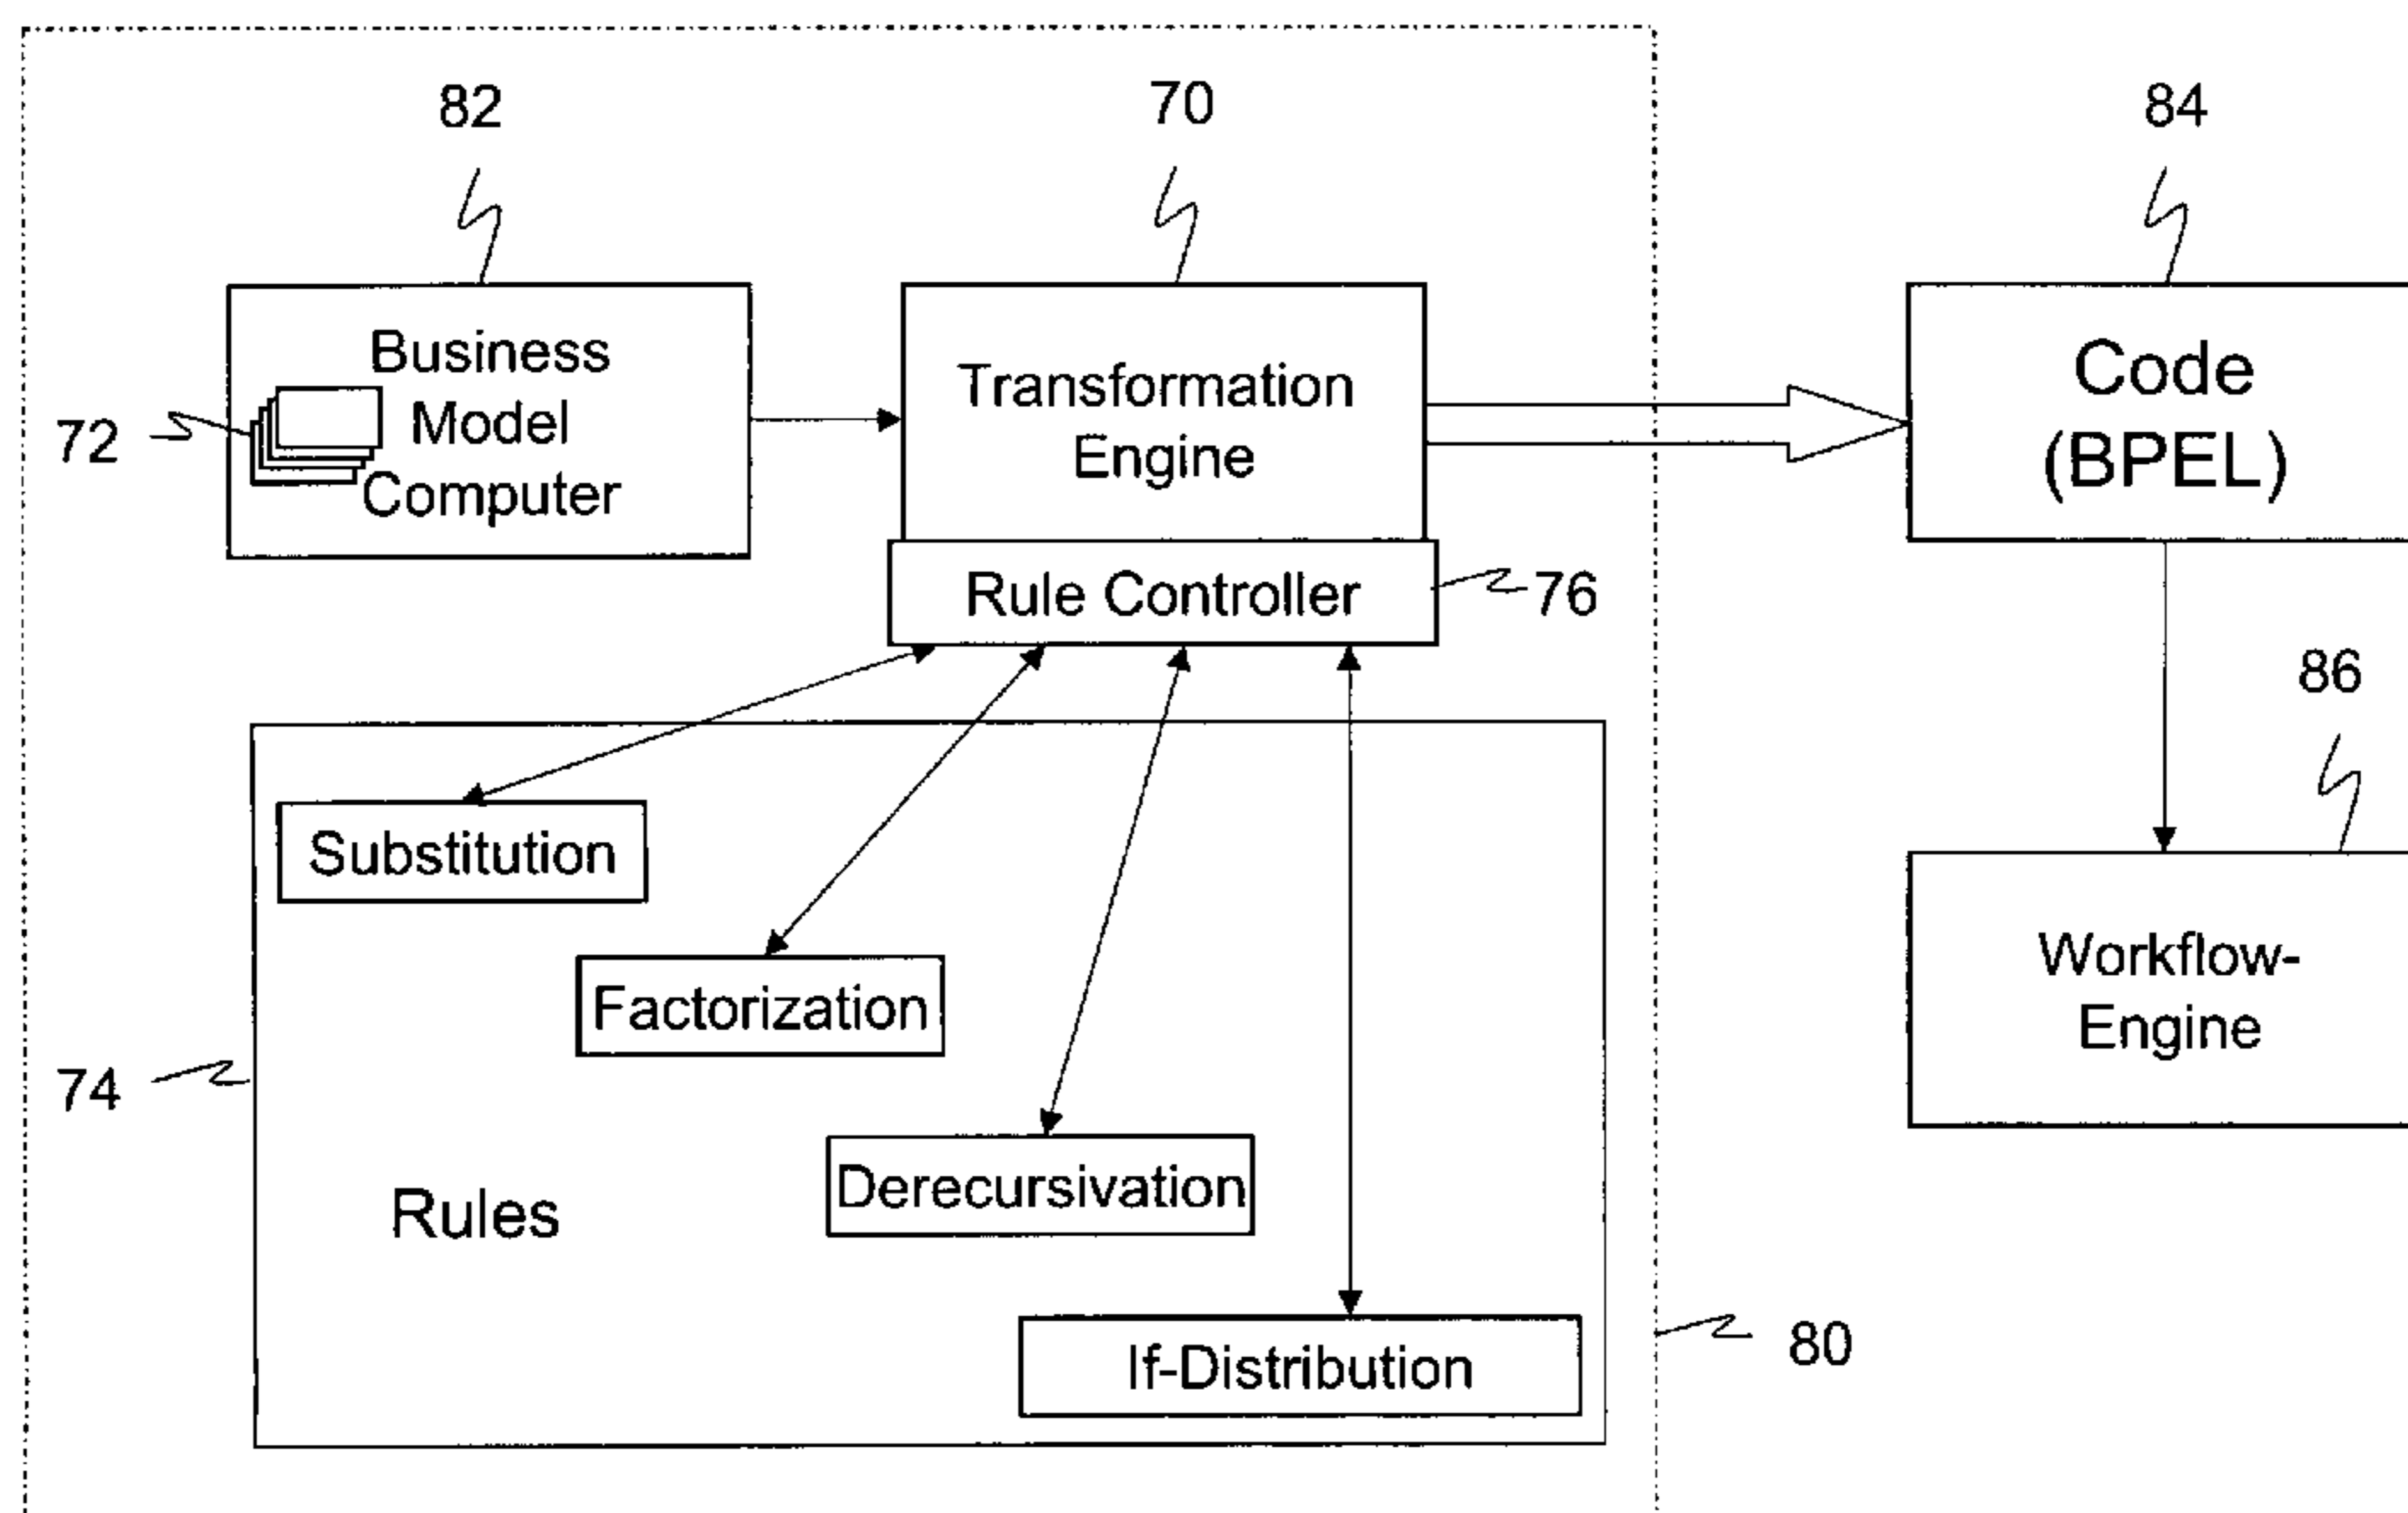 82
70
84
Business
Model
Computer
72
Transformation
Engine
Code
(BPEL)
Rule Controller
76
86
Substitution
Factorization
Workflow-
Engine
74
Derecursivation
Rules
80
If-Distribution